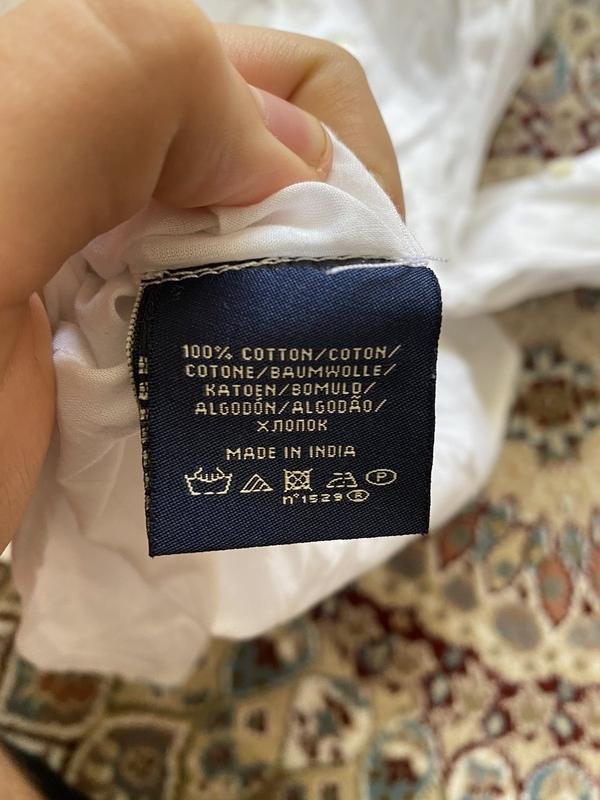 100% COTTON/COTON/
COTONE/BAUMWOLLE/
KATOEN/BOMULD/
ALGODÓN/ALGODÃO/
ХЛОПОК
MADE IN INDIA
P
n°1529 ®